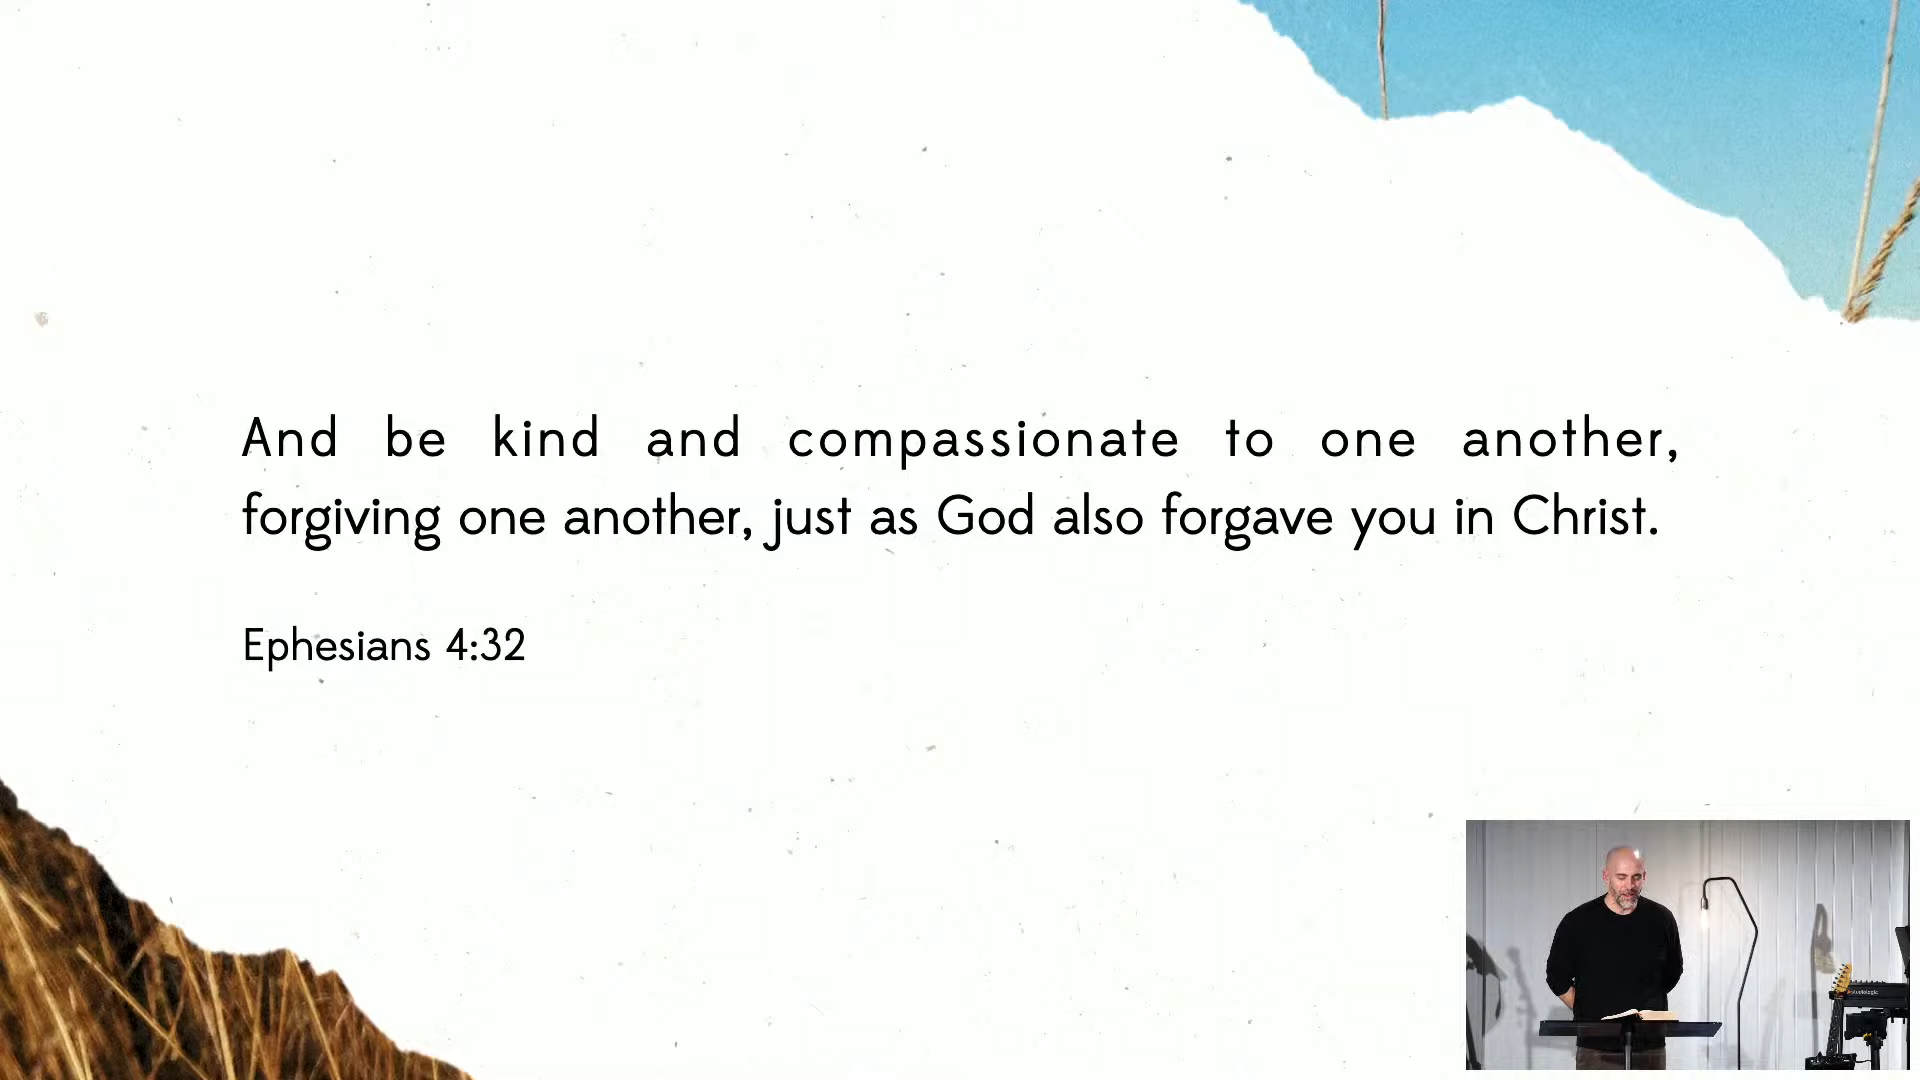 And be kind and compassionate to one another,
forgiving one another, just as God also forgave you in Christ.
Ephesians 4:32
studiologic